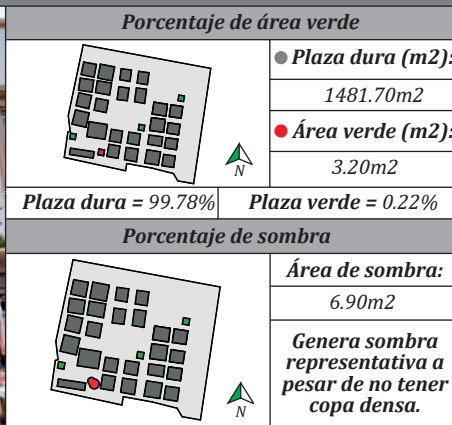 Porcentaje de área verde
Plaza dura (m2):
1481.70m2
Área verde (m2):
3.20m2
N
Plaza dura = 99.78%
Plaza verde = 0.22%
Porcentaje de sombra
Área de sombra:
6.90m2
Genera sombra
representativa a
pesar de no tener
copa densa.
N